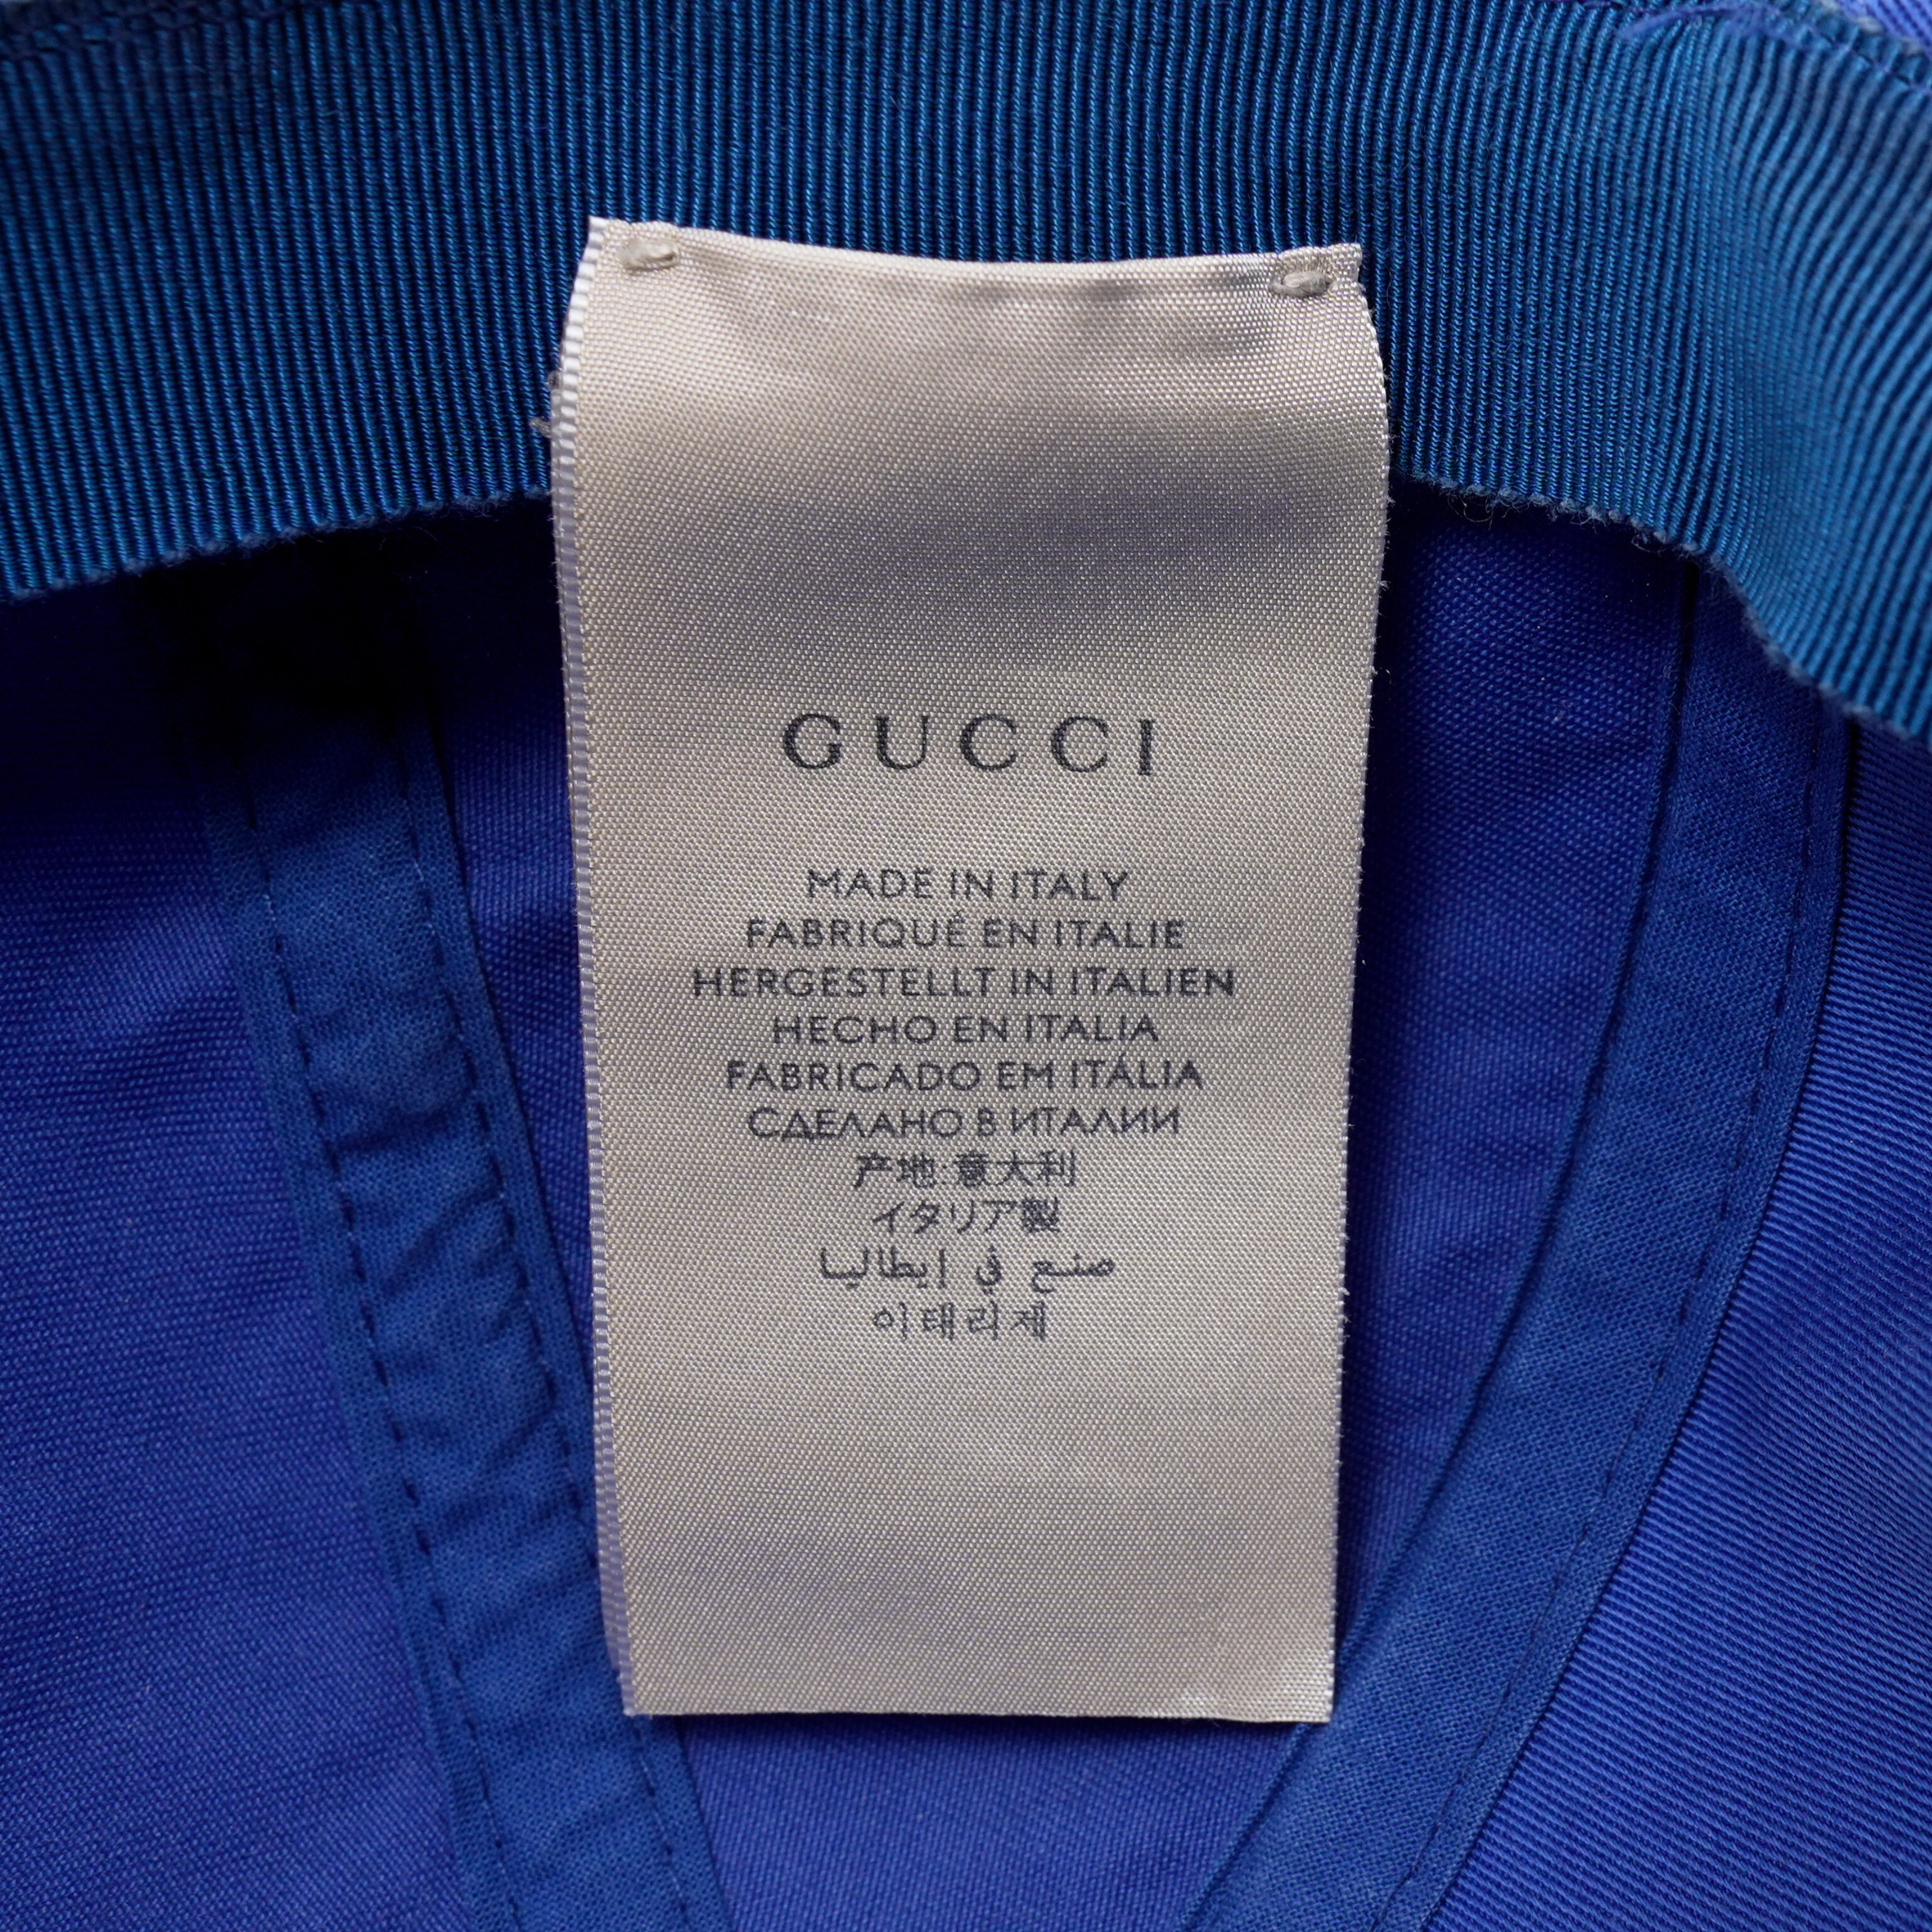 GUCCI
MADE IN ITALY
FABRIQUÉ EN ITALIE
HERGESTELLT IN ITALIEN
HECHO EN ITALIA
FABRICADO EM ITÁLIA
СДЕЛАНО В ИТАЛИИ
产地:意大利
イタリア製
صنع في إيطاليا
이태리제